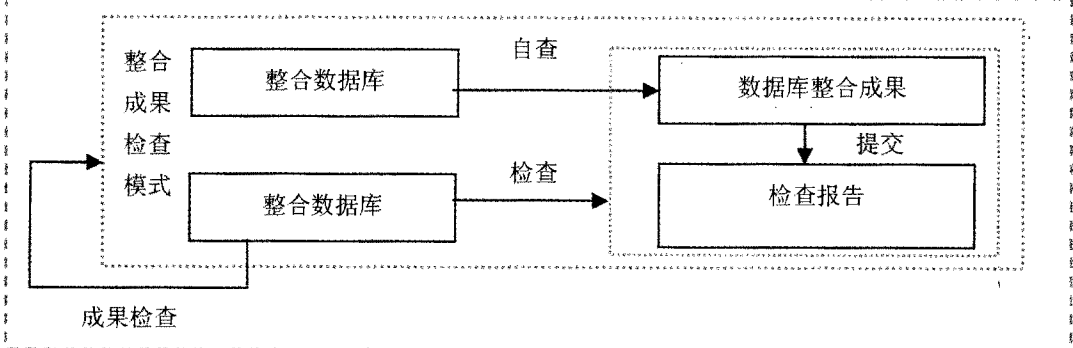 整合
成果
检查
模式
整合数据库
自查
数据库整合成果
提交
整合数据库
检查
检查报告
成果检查